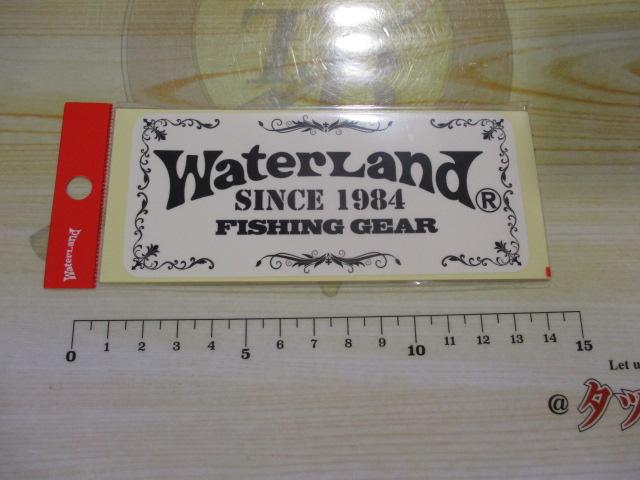 WaterLand®
SINCE 1984
FISHING GEAR
WaterLand
0 1 2 3 4 5 6 7 8 9 10 11 12 13 14 15
Let u
@ タッ